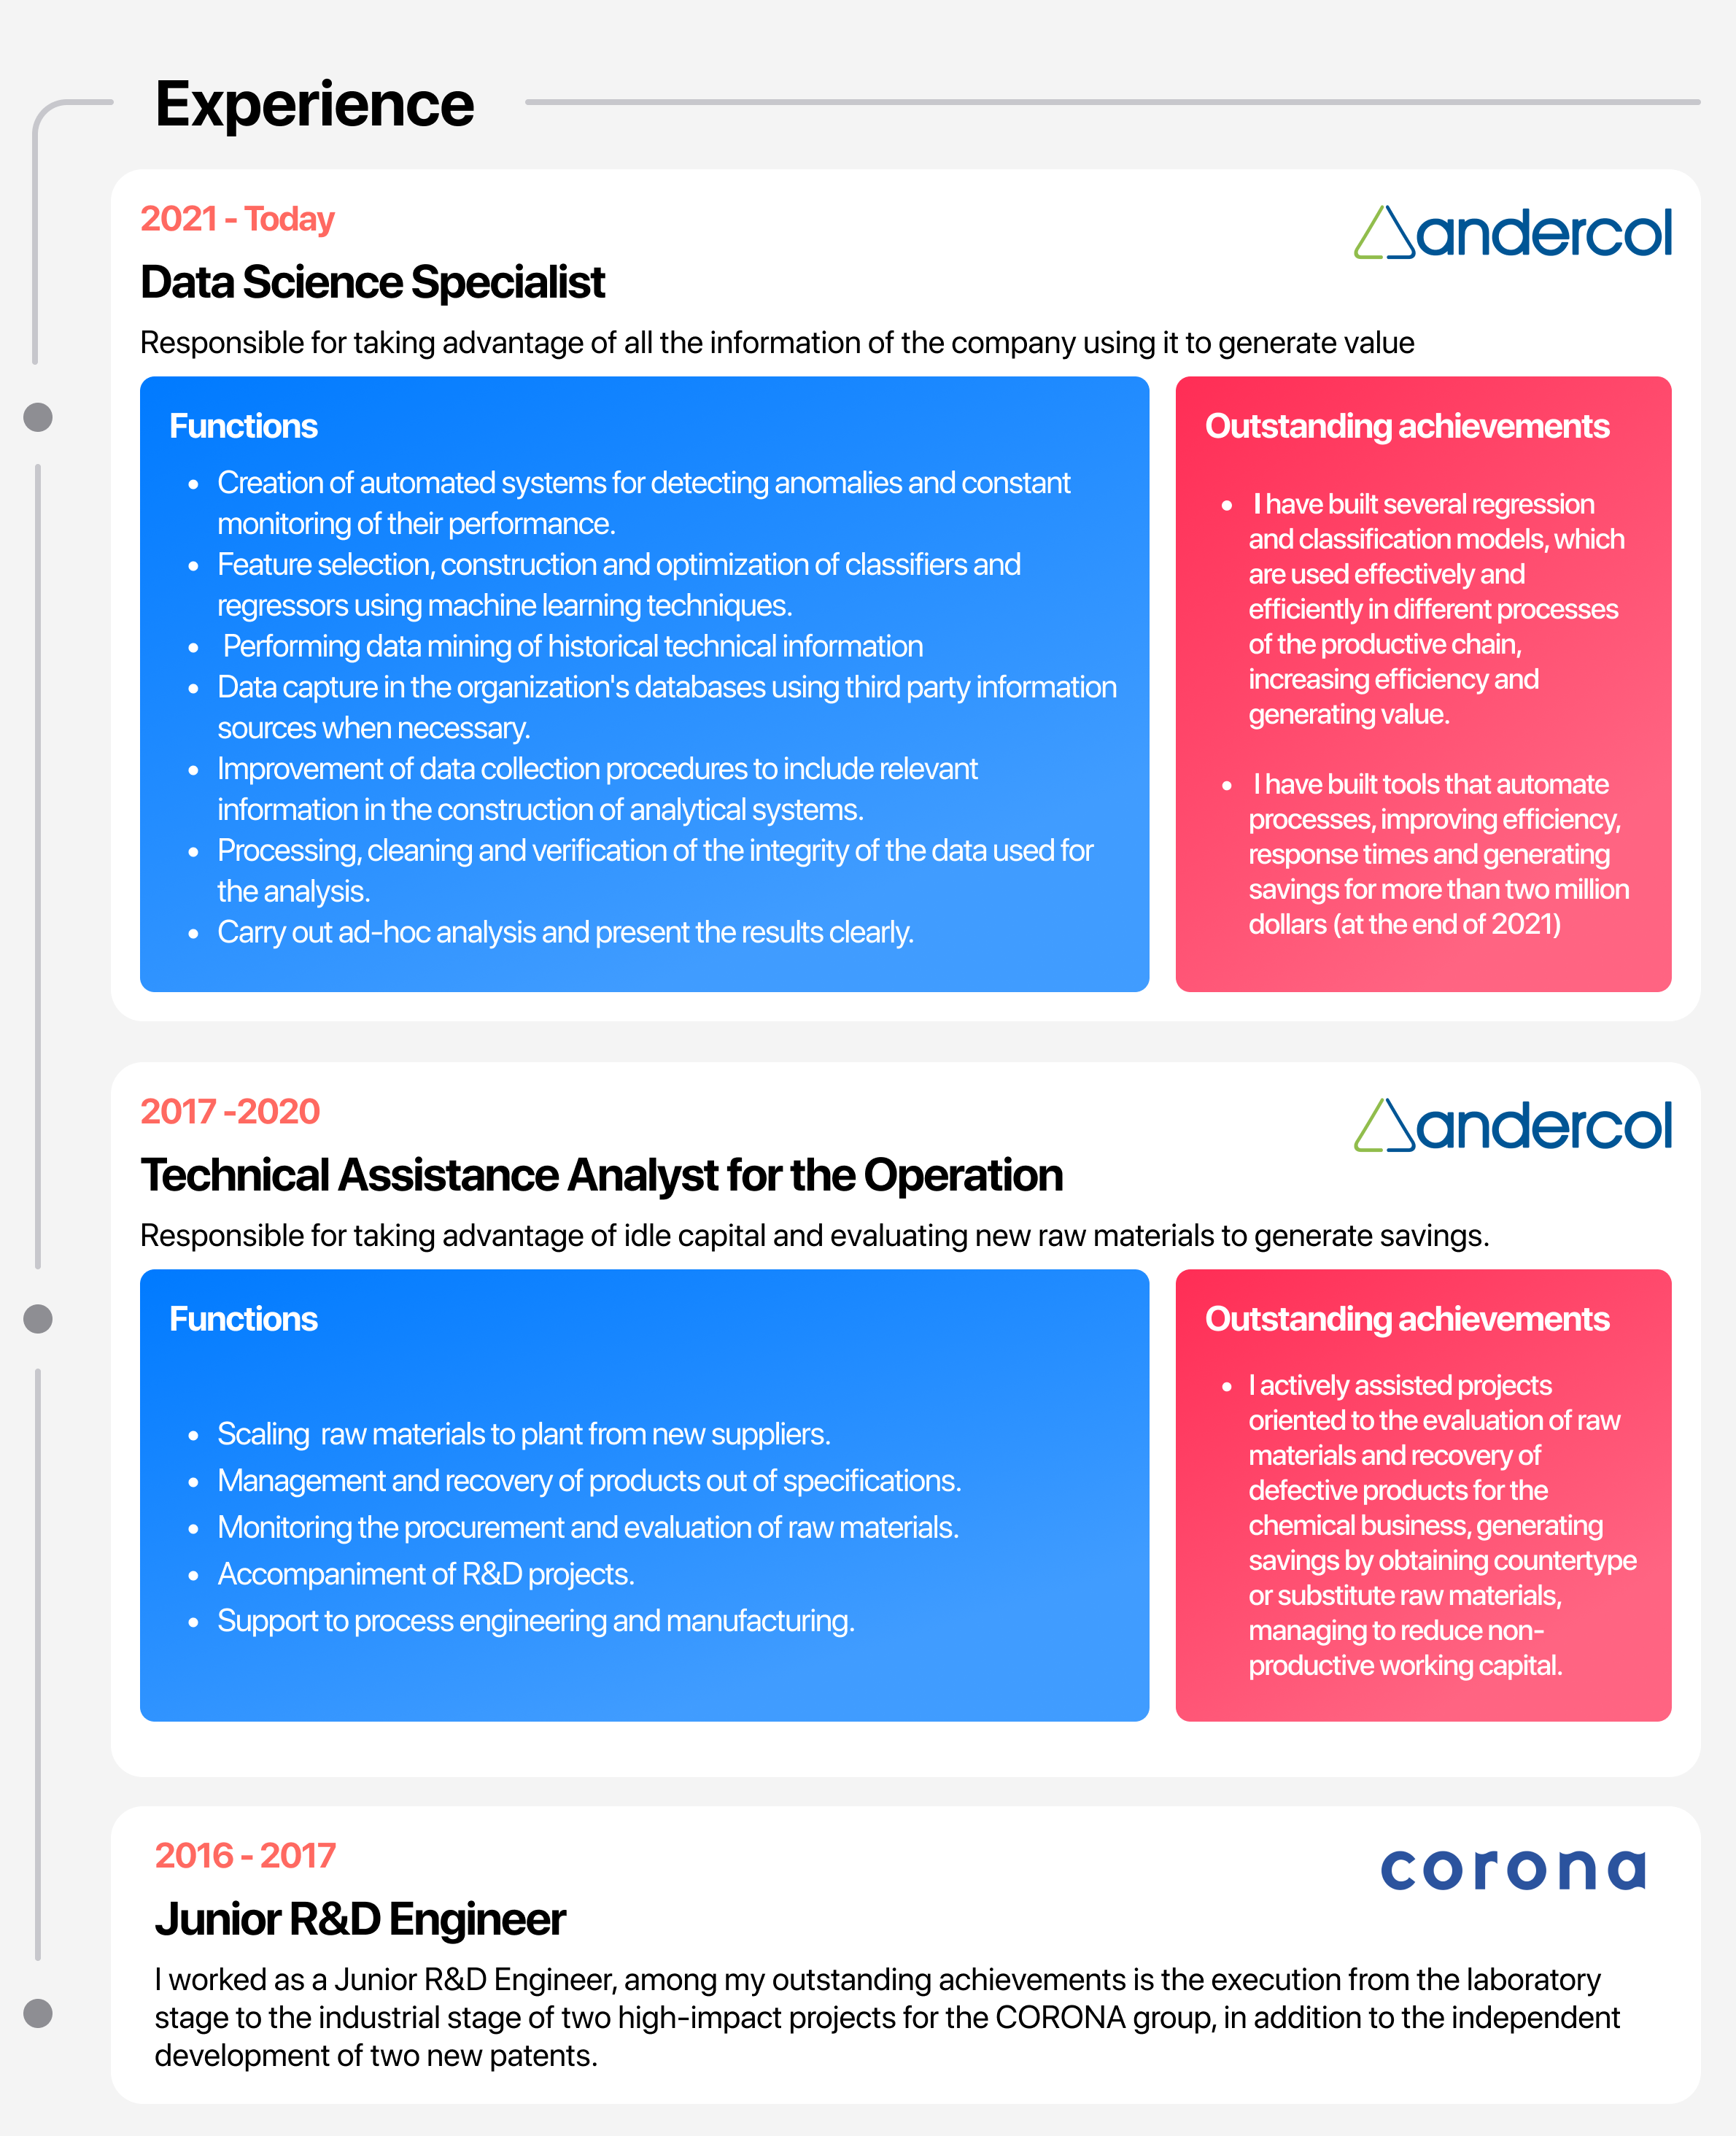 Experience
2021 - Today
andercol
Data Science Specialist
Responsible for taking advantage of all the information of the company using it to generate value
Functions
• Creation of automated systems for detecting anomalies and constant
monitoring of their performance.
• Feature selection, construction and optimization of classifiers and
regressors using machine learning techniques.
• Performing data mining of historical technical information
• Data capture in the organization's databases using third party information
sources when necessary.
• Improvement of data collection procedures to include relevant
information in the construction of analytical systems.
• Processing, cleaning and verification of the integrity of the data used for
the analysis.
• Carry out ad-hoc analysis and present the results clearly.
Outstanding achievements
• I have built several regression
and classification models, which
are used effectively and
efficiently in different processes
of the productive chain,
increasing efficiency and
generating value.
• I have built tools that automate
processes, improving efficiency,
response times and generating
savings for more than two million
dollars (at the end of 2021)
2017 -2020
andercol
Technical Assistance Analyst for the Operation
Responsible for taking advantage of idle capital and evaluating new raw materials to generate savings.
Functions
• Scaling  raw materials to plant from new suppliers.
• Management and recovery of products out of specifications.
• Monitoring the procurement and evaluation of raw materials.
• Accompaniment of R&D projects.
• Support to process engineering and manufacturing.
Outstanding achievements
• I actively assisted projects
oriented to the evaluation of raw
materials and recovery of
defective products for the
chemical business, generating
savings by obtaining countertype
or substitute raw materials,
managing to reduce non-
productive working capital.
2016 - 2017
corona
Junior R&D Engineer
I worked as a Junior R&D Engineer, among my outstanding achievements is the execution from the laboratory
stage to the industrial stage of two high-impact projects for the CORONA group, in addition to the independent
development of two new patents.